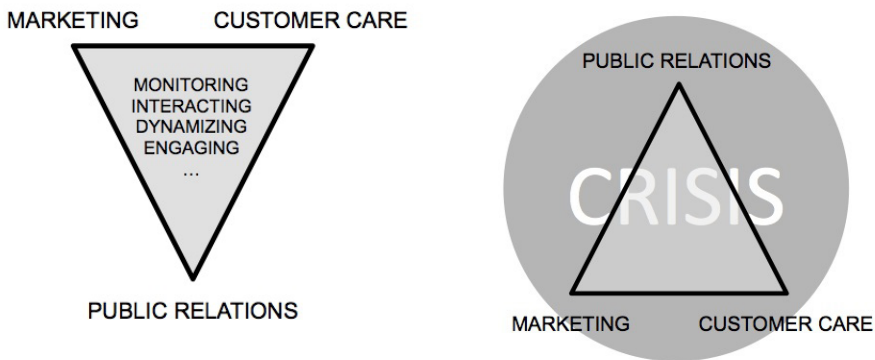 MARKETING CUSTOMER CARE
MONITORING
INTERACTING
DYNAMIZING
ENGAGING
...
PUBLIC RELATIONS
PUBLIC RELATIONS
CRISIS
MARKETING CUSTOMER CARE